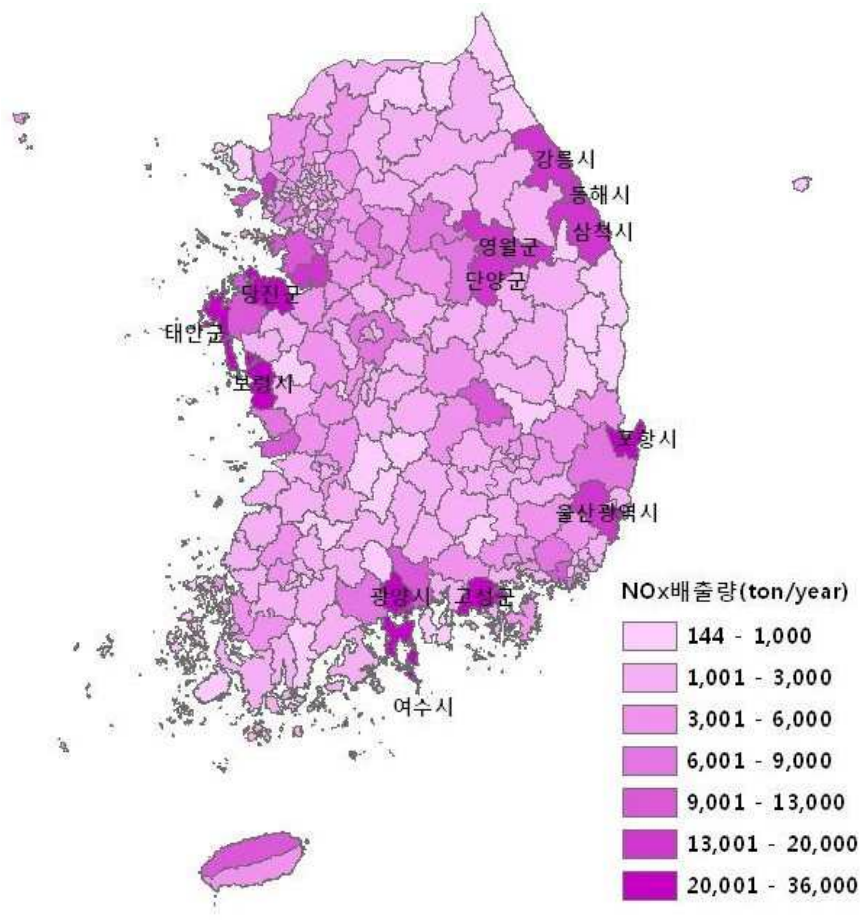 강릉시
동해시
삼척시
영월군
단양군
당진군
태안군
보령시
포항시
울산광역시
광양시
고성군
여수시
NOx배출량(ton/year)
144 - 1,000
1,001 - 3,000
3,001 - 6,000
6,001 - 9,000
9,001 - 13,000
13,001 - 20,000
20,001 - 36,000